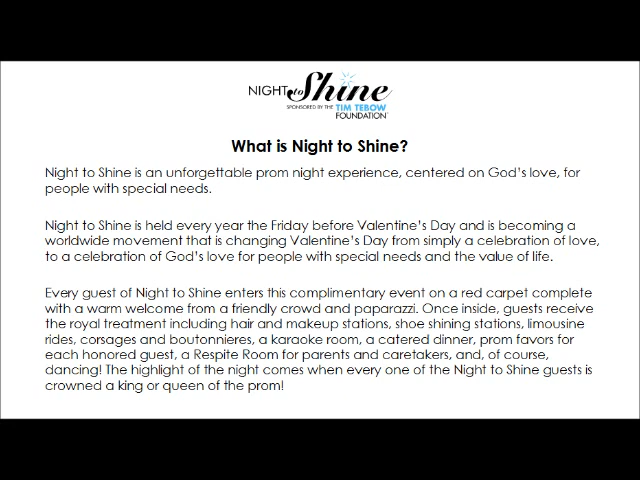 NIGHT to Shine
SPONSORED BY THE TIM TEBOW
FOUNDATION
What is Night to Shine?
Night to Shine is an unforgettable prom night experience, centered on God's love, for
people with special needs.
Night to Shine is held every year the Friday before Valentine's Day and is becoming a
worldwide movement that is changing Valentine's Day from simply a celebration of love,
to a celebration of God's love for people with special needs and the value of life.
Every guest of Night to Shine enters this complimentary event on a red carpet complete
with a warm welcome from a friendly crowd and paparazzi. Once inside, guests receive
the royal treatment including hair and makeup stations, shoe shining stations, limousine
rides, corsages and boutonnieres, a karaoke room, a catered dinner, prom favors for
each honored guest, a Respite Room for parents and caretakers, and, of course,
dancing! The highlight of the night comes when every one of the Night to Shine guests is
crowned a king or queen of the prom!